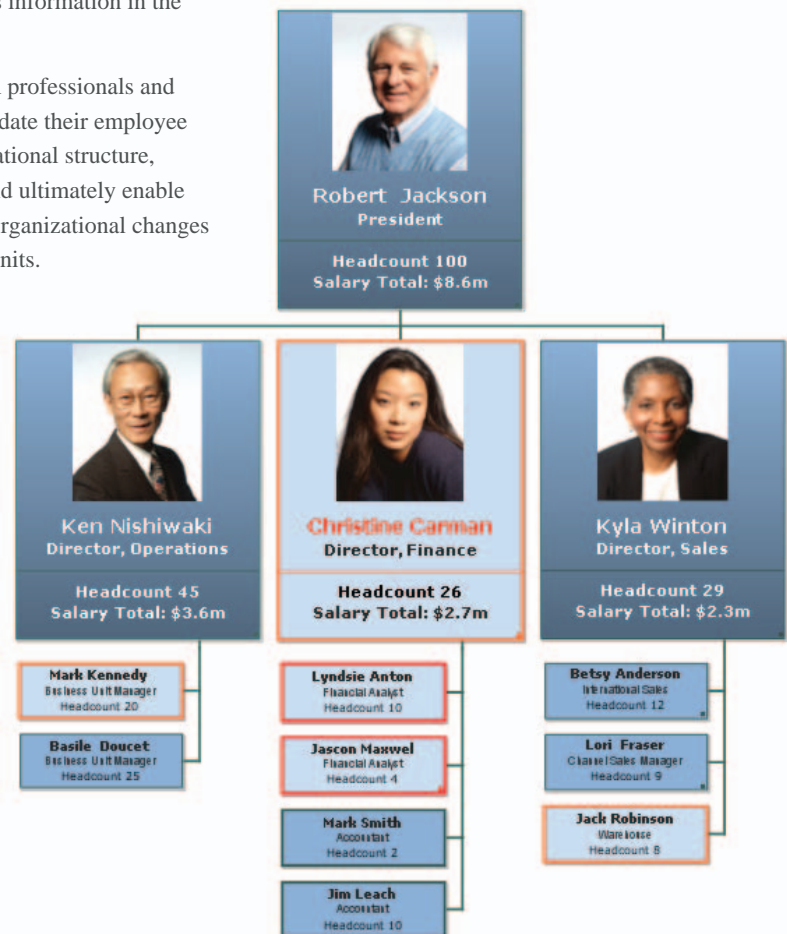 s information in the
professionals and
date their employee
ational structure,
d ultimately enable
organizational changes
nits.
Robert Jackson
President
Headcount 100
Salary Total: $8.6m
Ken Nishiwaki
Director, Operations
Headcount 45
Salary Total: $3.6m
Christine Carman
Director, Finance
Headcount 26
Salary Total: $2.7m
Kyla Winton
Director, Sales
Headcount 29
Salary Total: $2.3m
Mark Kennedy
Business Unit Manager
Headcount 20
Basile Doucet
Business Unit Manager
Headcount 25
Lyndsie Anton
Financial Analyst
Headcount 10
Jascon Maxwel
Financial Analyst
Headcount 4
Mark Smith
Accountant
Headcount 2
Jim Leach
Accountant
Headcount 10
Betsy Anderson
International Sales
Headcount 12
Lori Fraser
Channel Sales Manager
Headcount 9
Jack Robinson
Warehouse
Headcount 8